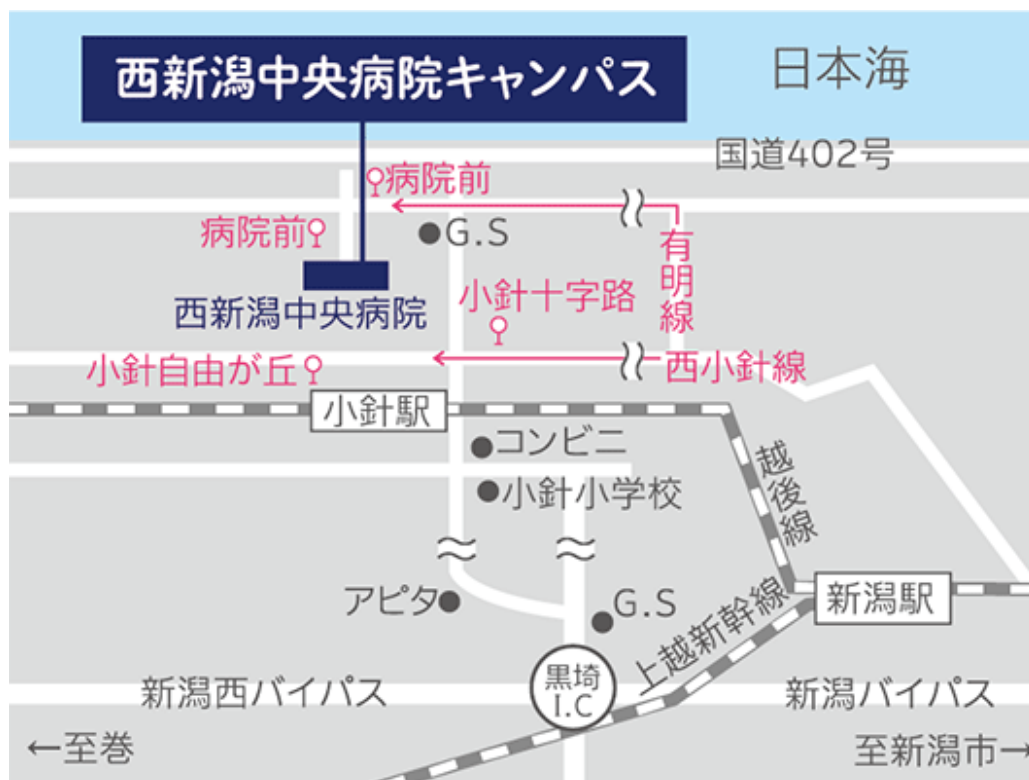 西新潟中央病院キャンパス
日本海
国道402号
病院前
病院前
G.S
有明線
西新潟中央病院
小針十字路
小針自由が丘
西小針線
小針駅
コンビニ
小針小学校
越後線
アピタ
G.S
新潟駅
上越新幹線
黒埼
I.C
新潟西バイパス
新潟バイパス
←至巻
至新潟市→